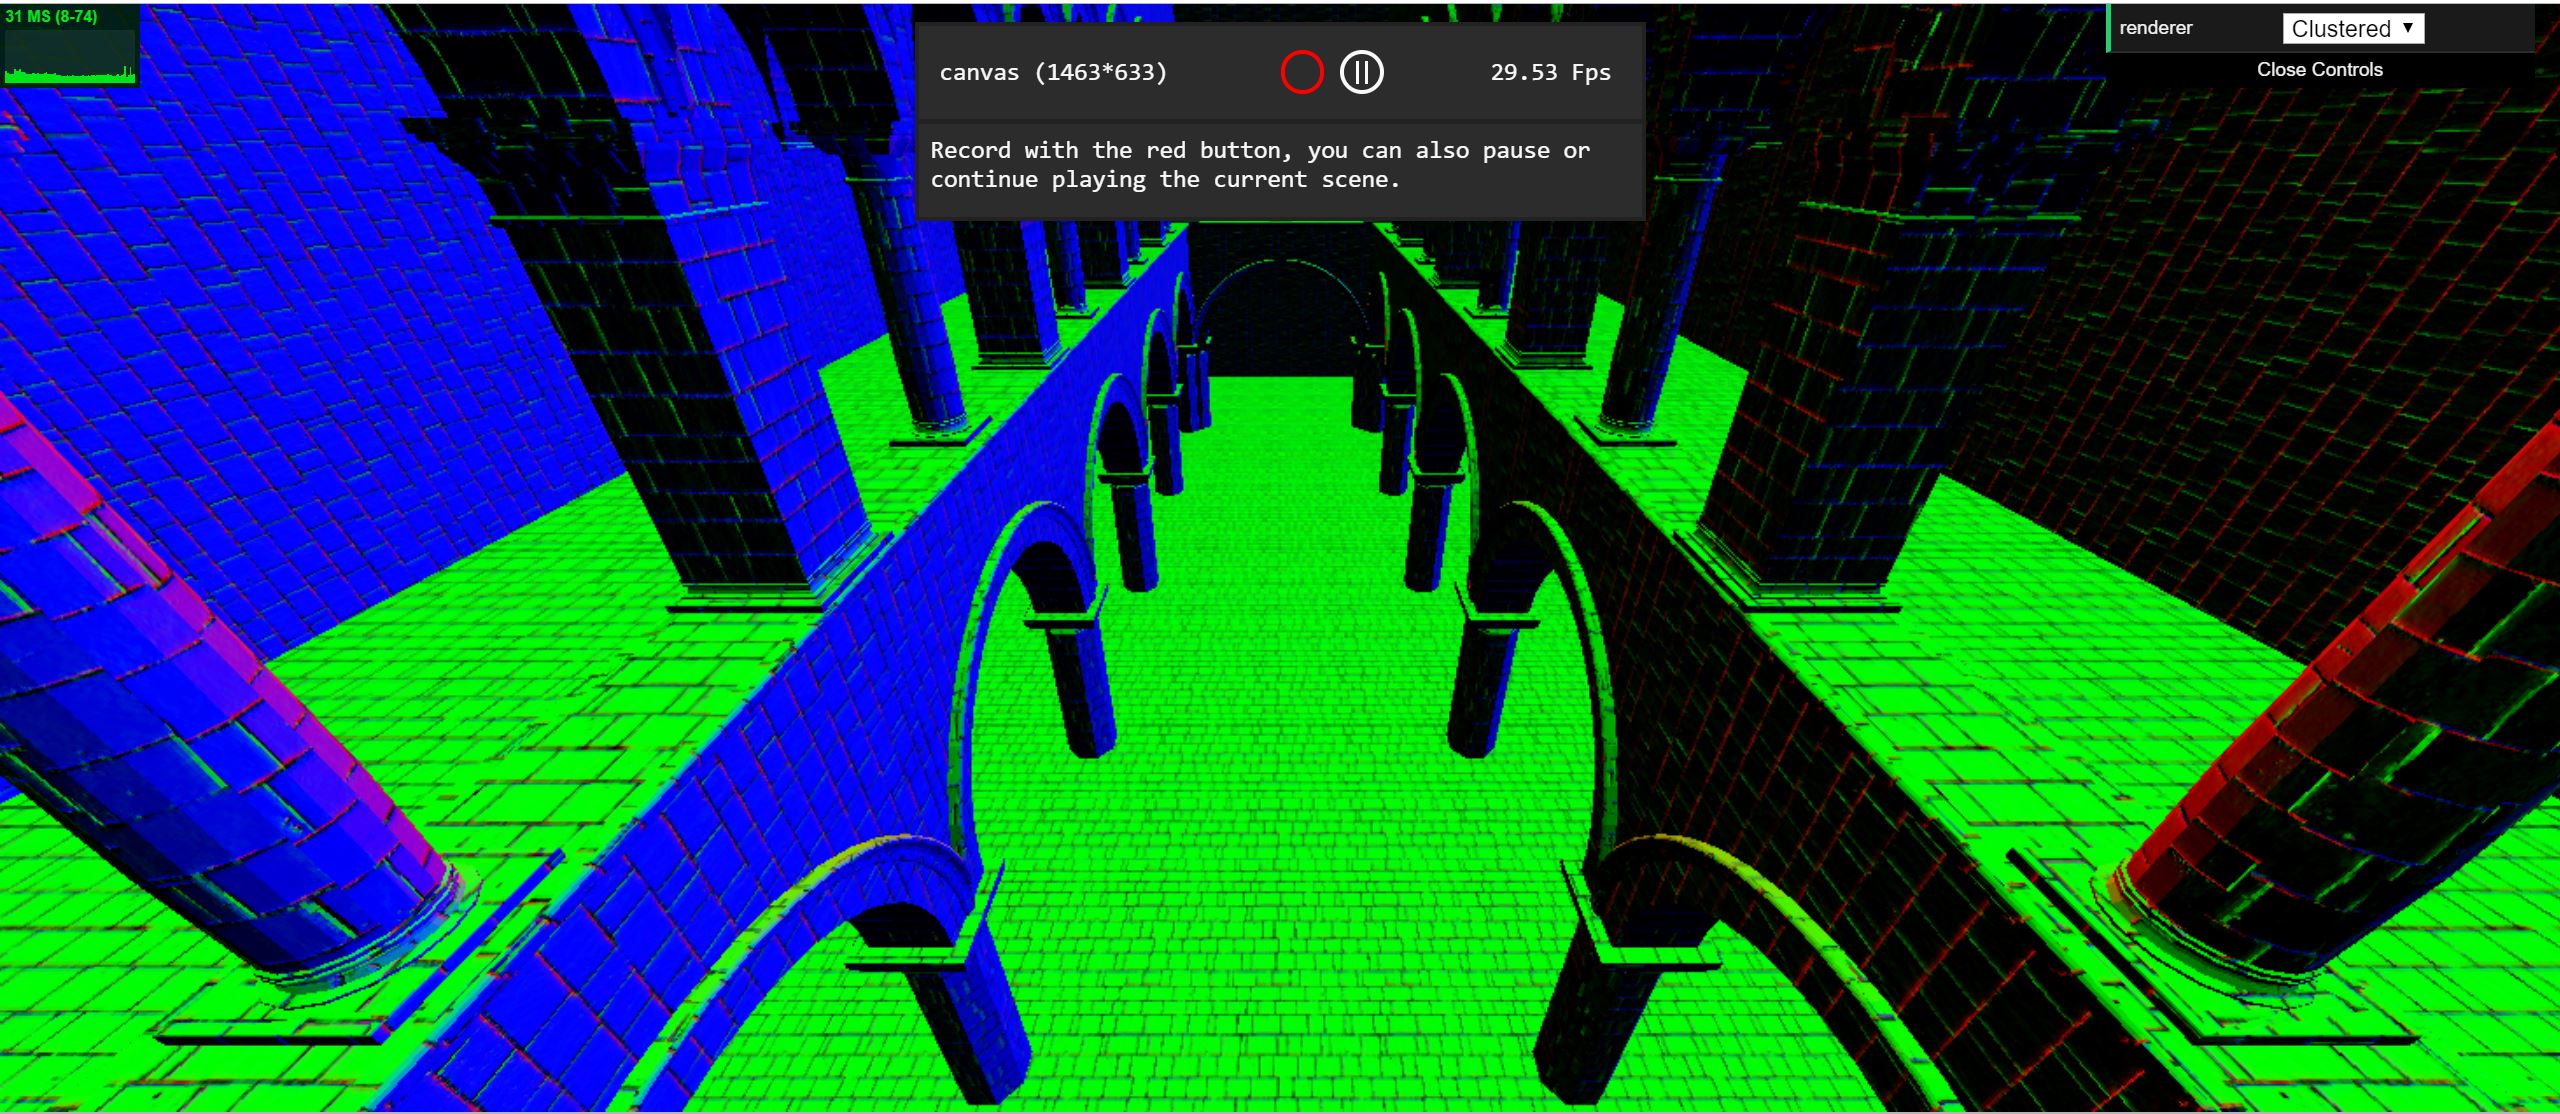 31 MS (8-74)
canvas (1463*633)
29.53 Fps
Record with the red button, you can also pause or
continue playing the current scene.
renderer
Clustered
Close Controls